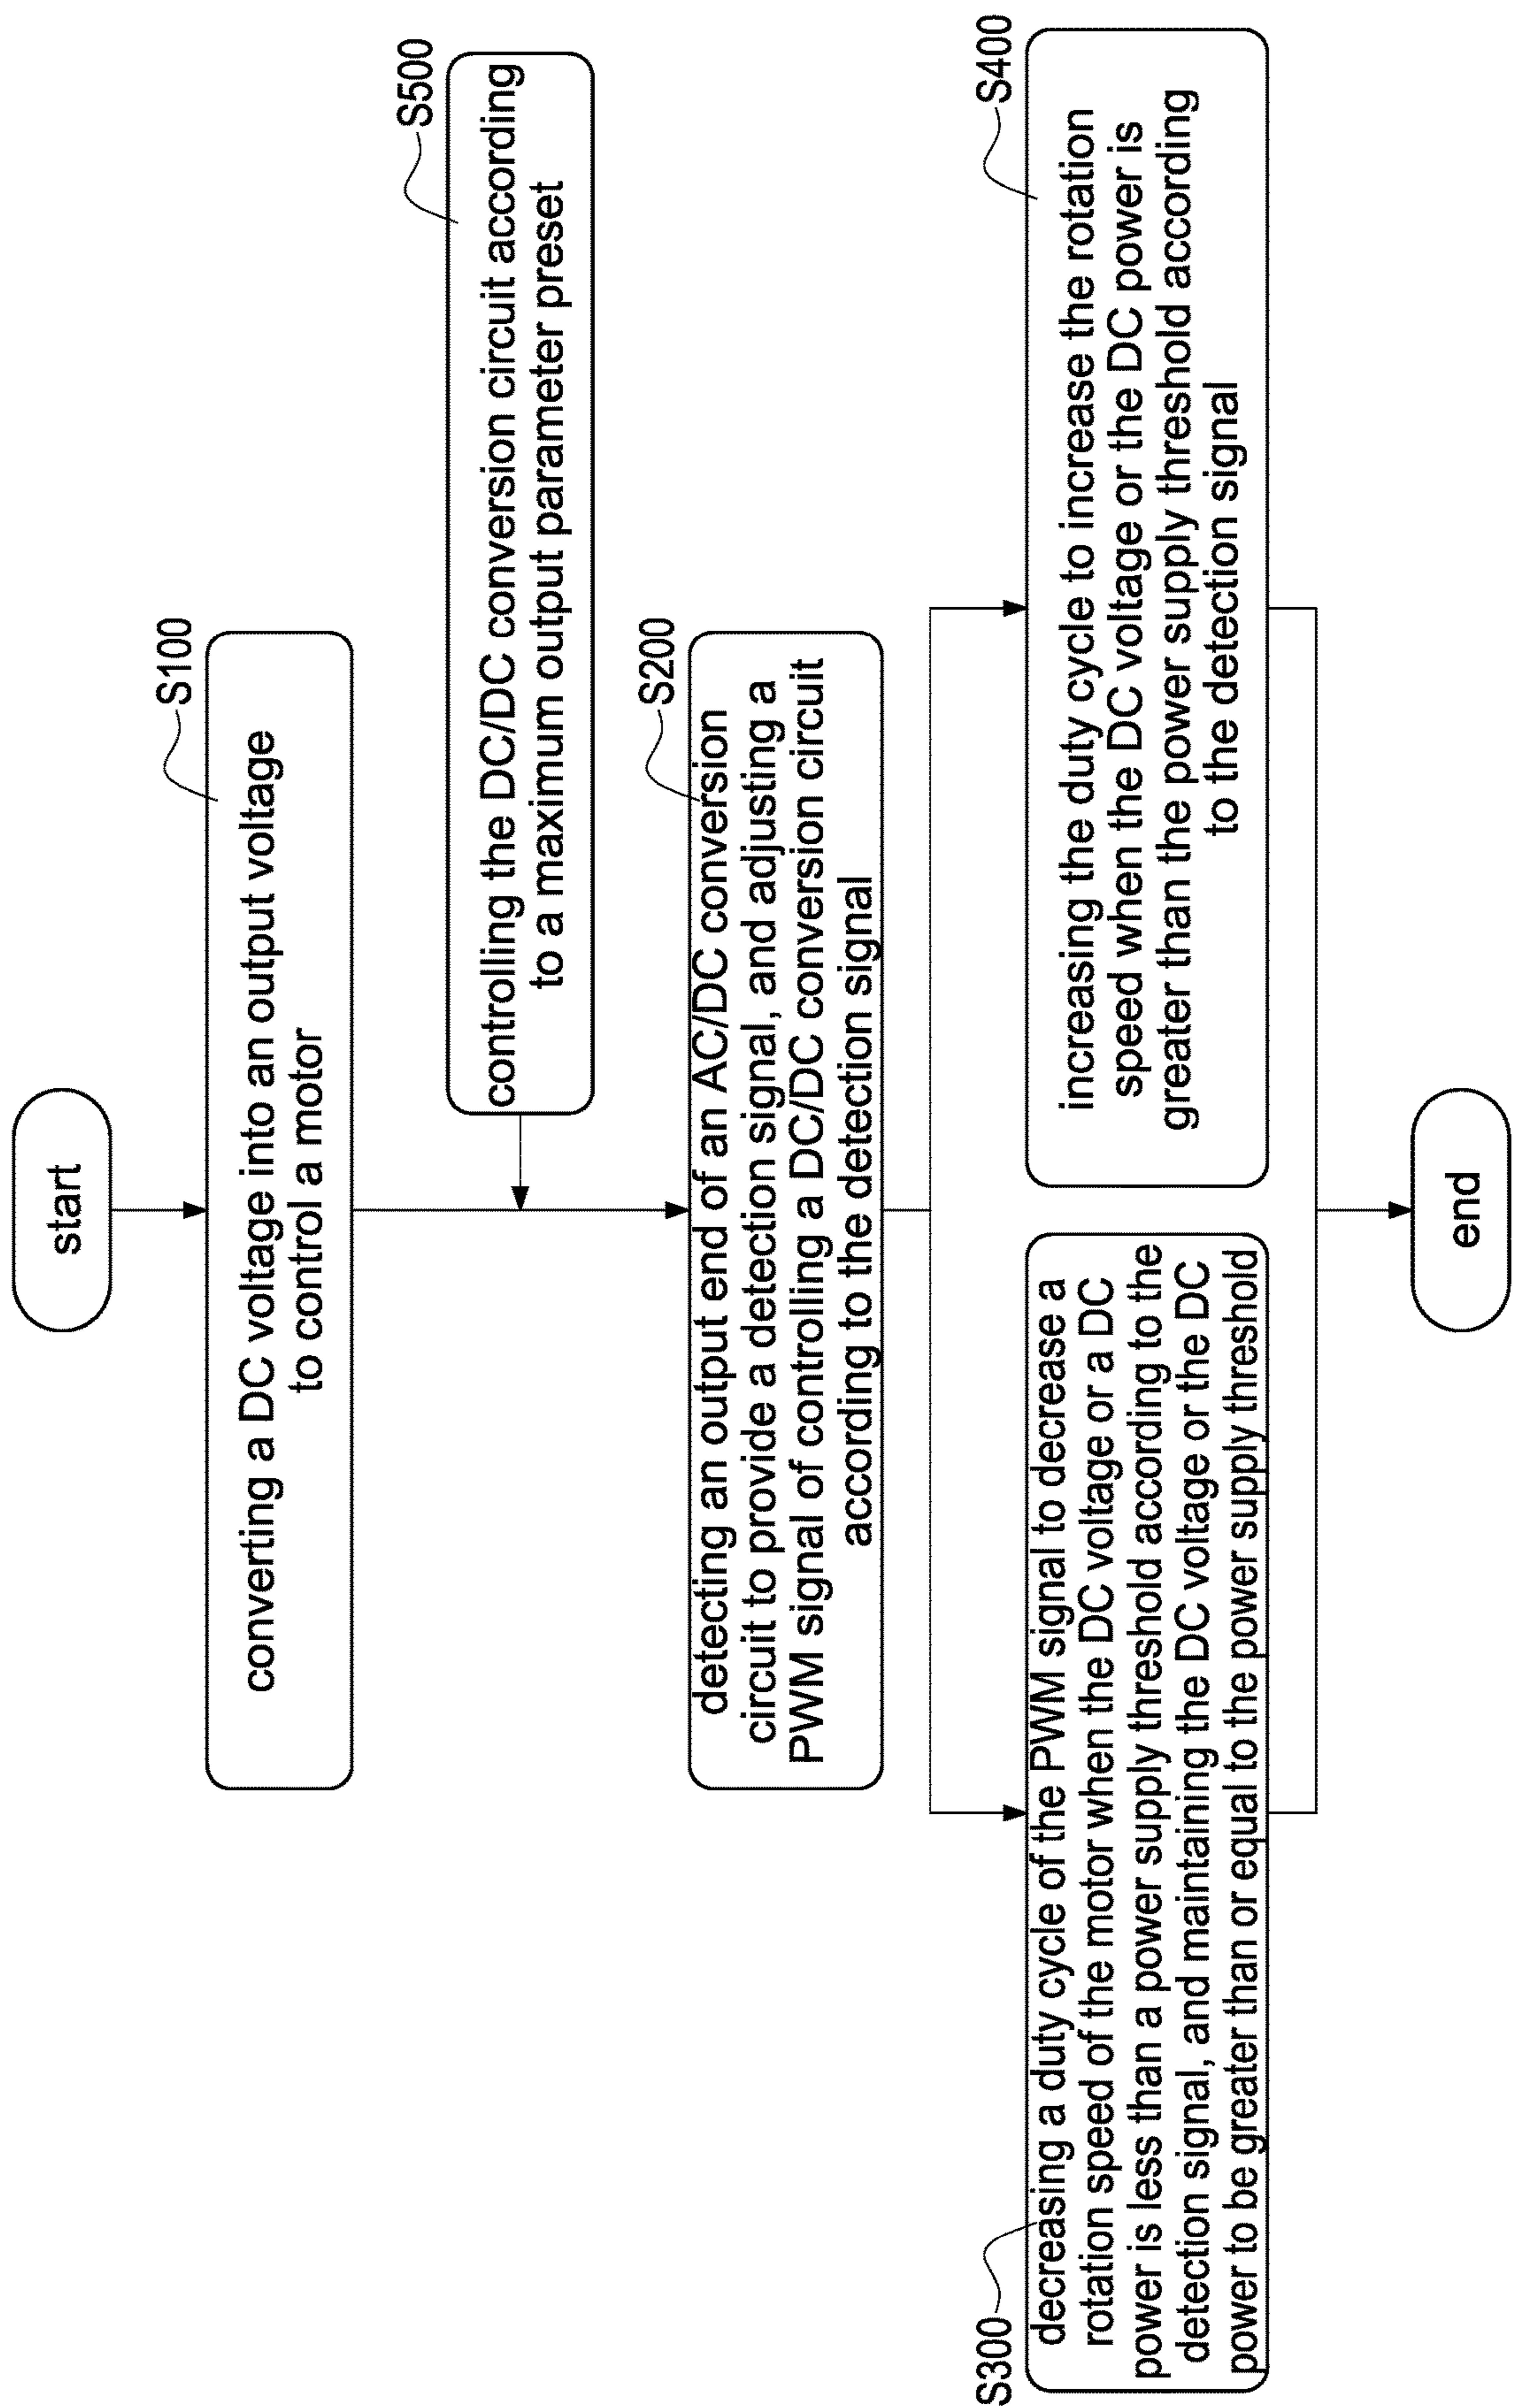 start
S100
converting a DC voltage into an output voltage
to control a motor
S500
controlling the DC/DC conversion circuit according
to a maximum output parameter preset
S200
detecting an output end of an AC/DC conversion
circuit to provide a detection signal, and adjusting a
PWM signal of controlling a DC/DC conversion circuit
according to the detection signal
S300
decreasing a duty cycle of the PWM signal to decrease a
rotation speed of the motor when the DC voltage or a DC
power is less than a power supply threshold according to the
detection signal, and maintaining the DC voltage or the DC
power to be greater than or equal to the power supply threshold
S400
increasing the duty cycle to increase the rotation
speed when the DC voltage or the DC power is
greater than the power supply threshold according
to the detection signal
end